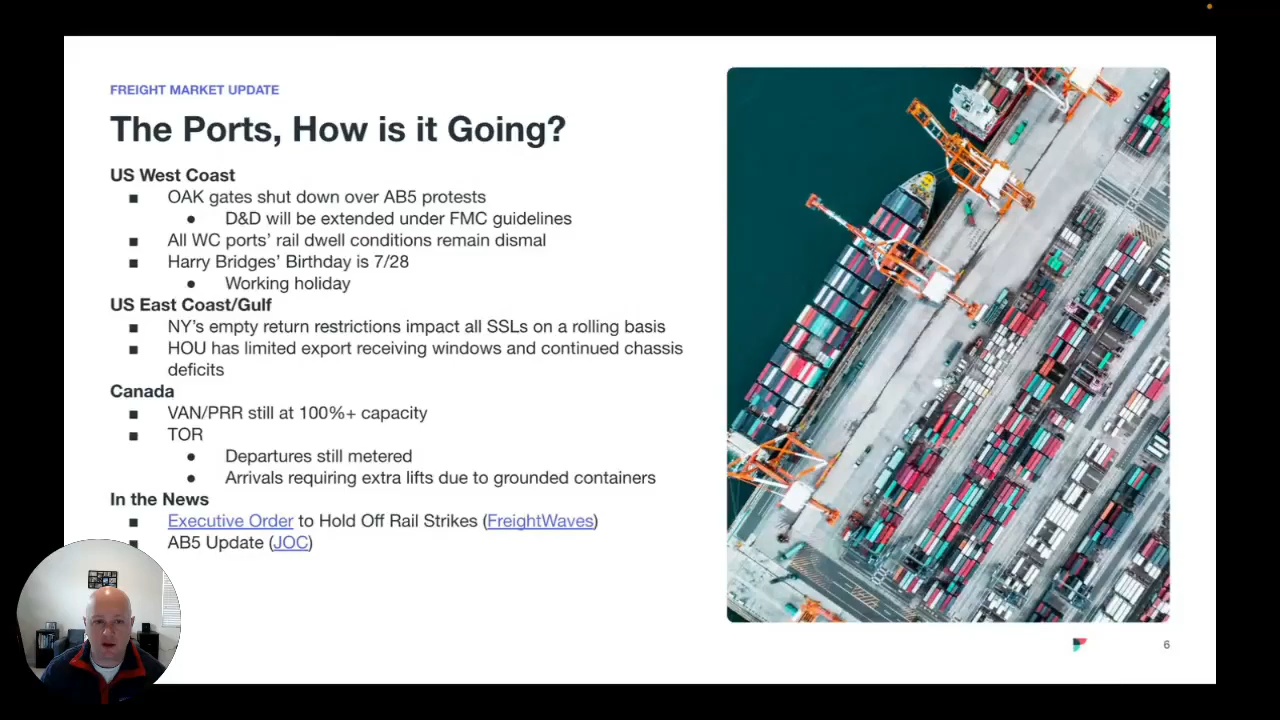 FREIGHT MARKET UPDATE
The Ports, How is it Going?
US West Coast
■ OAK gates shut down over AB5 protests
● D&D will be extended under FMC guidelines
■ All WC ports' rail dwell conditions remain dismal
■ Harry Bridges' Birthday is 7/28
● Working holiday
US East Coast/Gulf
■ NY's empty return restrictions impact all SSLs on a rolling basis
■ HOU has limited export receiving windows and continued chassis
deficits
Canada
■ VAN/PRR still at 100%+ capacity
■ TOR
● Departures still metered
● Arrivals requiring extra lifts due to grounded containers
In the News
■ Executive Order to Hold Off Rail Strikes (FreightWaves)
■ AB5 Update (JOC)
6